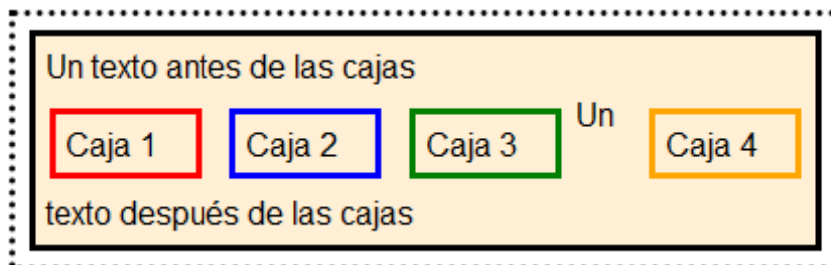 Un texto antes de las cajas
Caja 1 Caja 2 Caja 3 Un Caja 4
texto después de las cajas